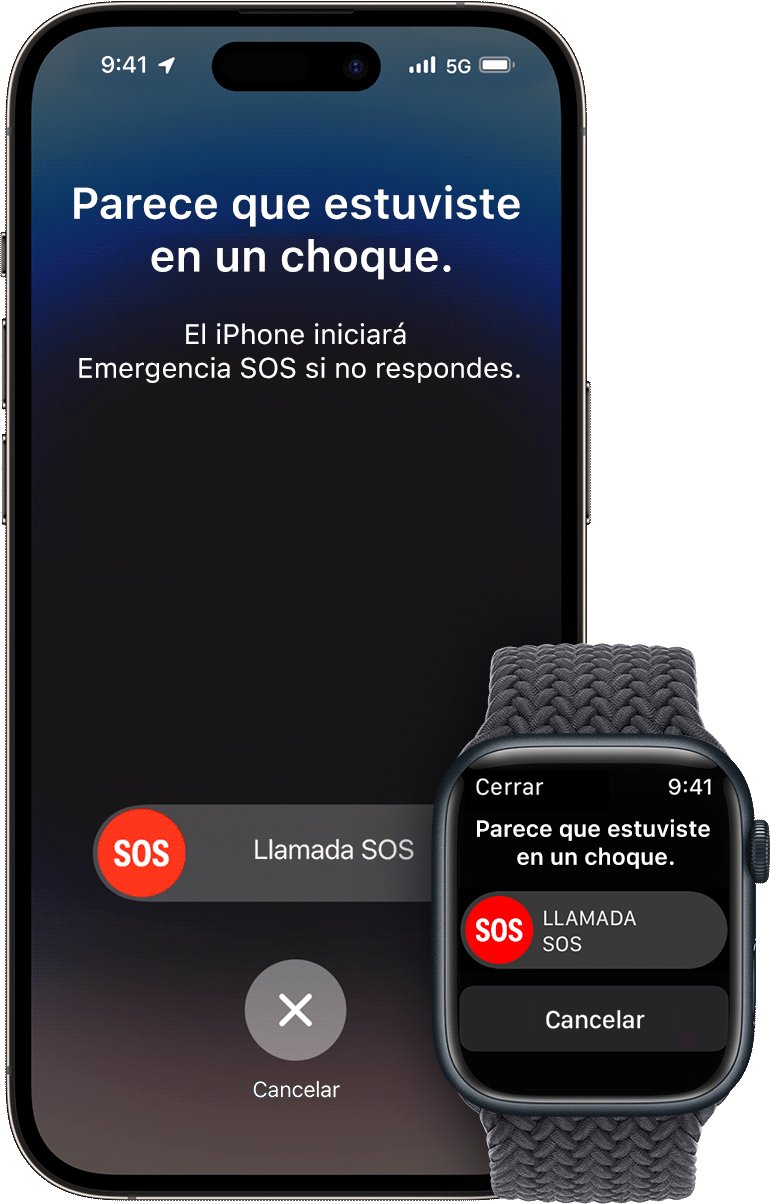 9:41
5G
Parece que estuviste
en un choque.
El iPhone iniciará
Emergencia SOS si no respondes.
SOS
Llamada SOS
Cancelar
Cerrar
9:41
Parece que estuviste
en un choque.
SOS
LLAMADA
SOS
Cancelar